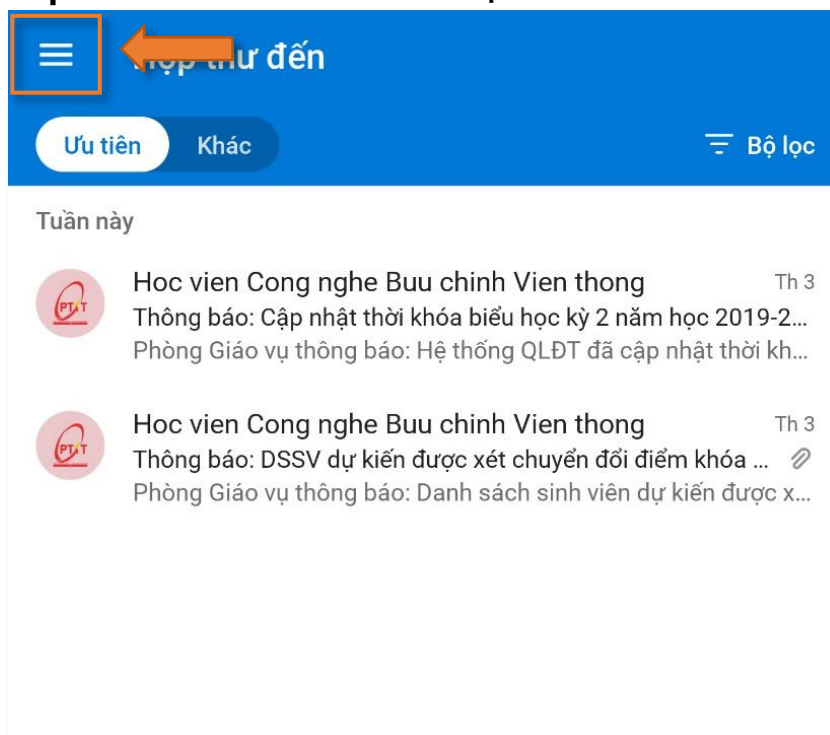 Hộp thư đến
Ưu tiên
Khác
Bộ lọc
Tuần này
PTIT
Hoc vien Cong nghe Buu chinh Vien thong
Th 3
Thông báo: Cập nhật thời khóa biểu học kỳ 2 năm học 2019-2...
Phòng Giáo vụ thông báo: Hệ thống QLĐT đã cập nhật thời kh...
PTIT
Hoc vien Cong nghe Buu chinh Vien thong
Th 3
Thông báo: DSSV dự kiến được xét chuyển đổi điểm khóa ...
Phòng Giáo vụ thông báo: Danh sách sinh viên dự kiến được x...